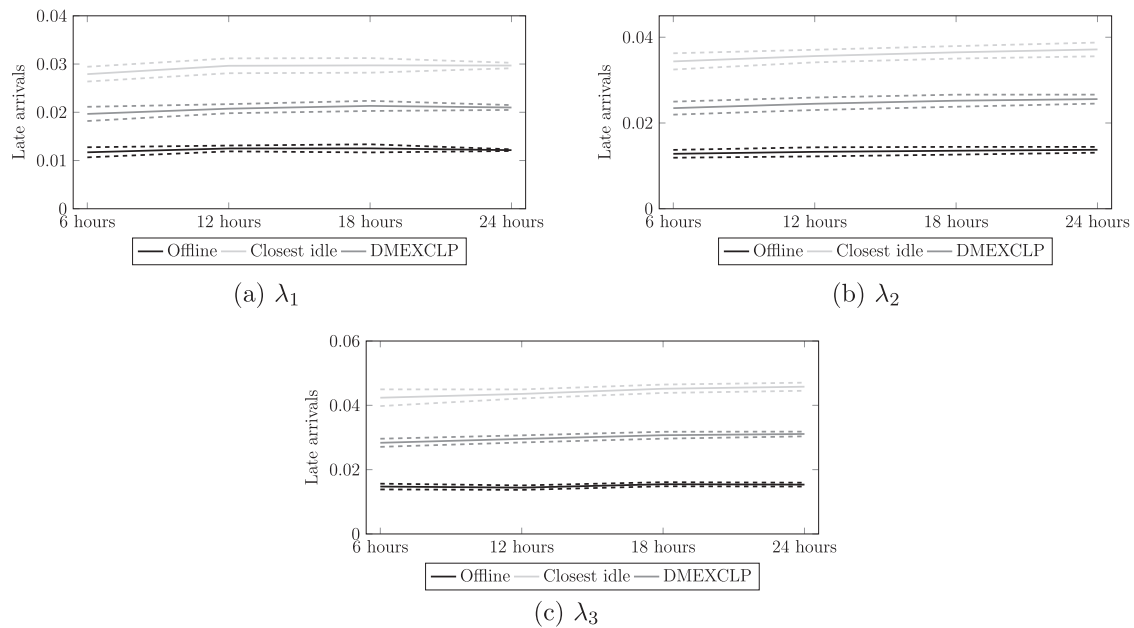 0.04
0.03
0.02
0.01
0
Late arrivals
6 hours 12 hours 18 hours 24 hours
Offline Closest idle DMEXCLP
(a) λ1
0.04
0.02
0
Late arrivals
6 hours 12 hours 18 hours 24 hours
Offline Closest idle DMEXCLP
(b) λ2
0.06
0.04
0.02
0
Late arrivals
6 hours 12 hours 18 hours 24 hours
Offline Closest idle DMEXCLP
(c) λ3